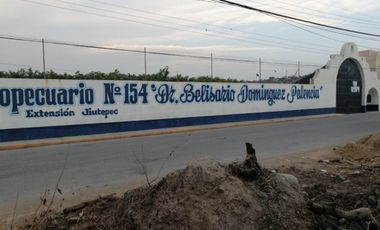 opecuario Nº 154 "Dr. Belisario Domínguez Palencia"
Extensión Jiutepec